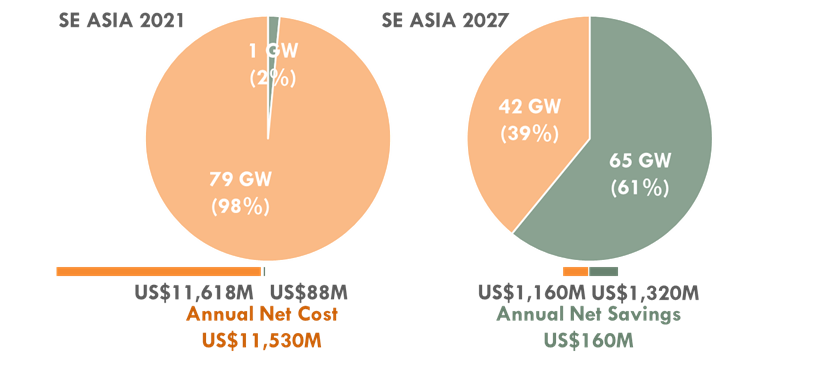 SE ASIA 2021
1 GW
(2%)
79 GW
(98%)
US$11,618M US$88M
Annual Net Cost
US$11,530M
SE ASIA 2027
42 GW
(39%)
65 GW
(61%)
US$1,160M US$1,320M
Annual Net Savings
US$160M